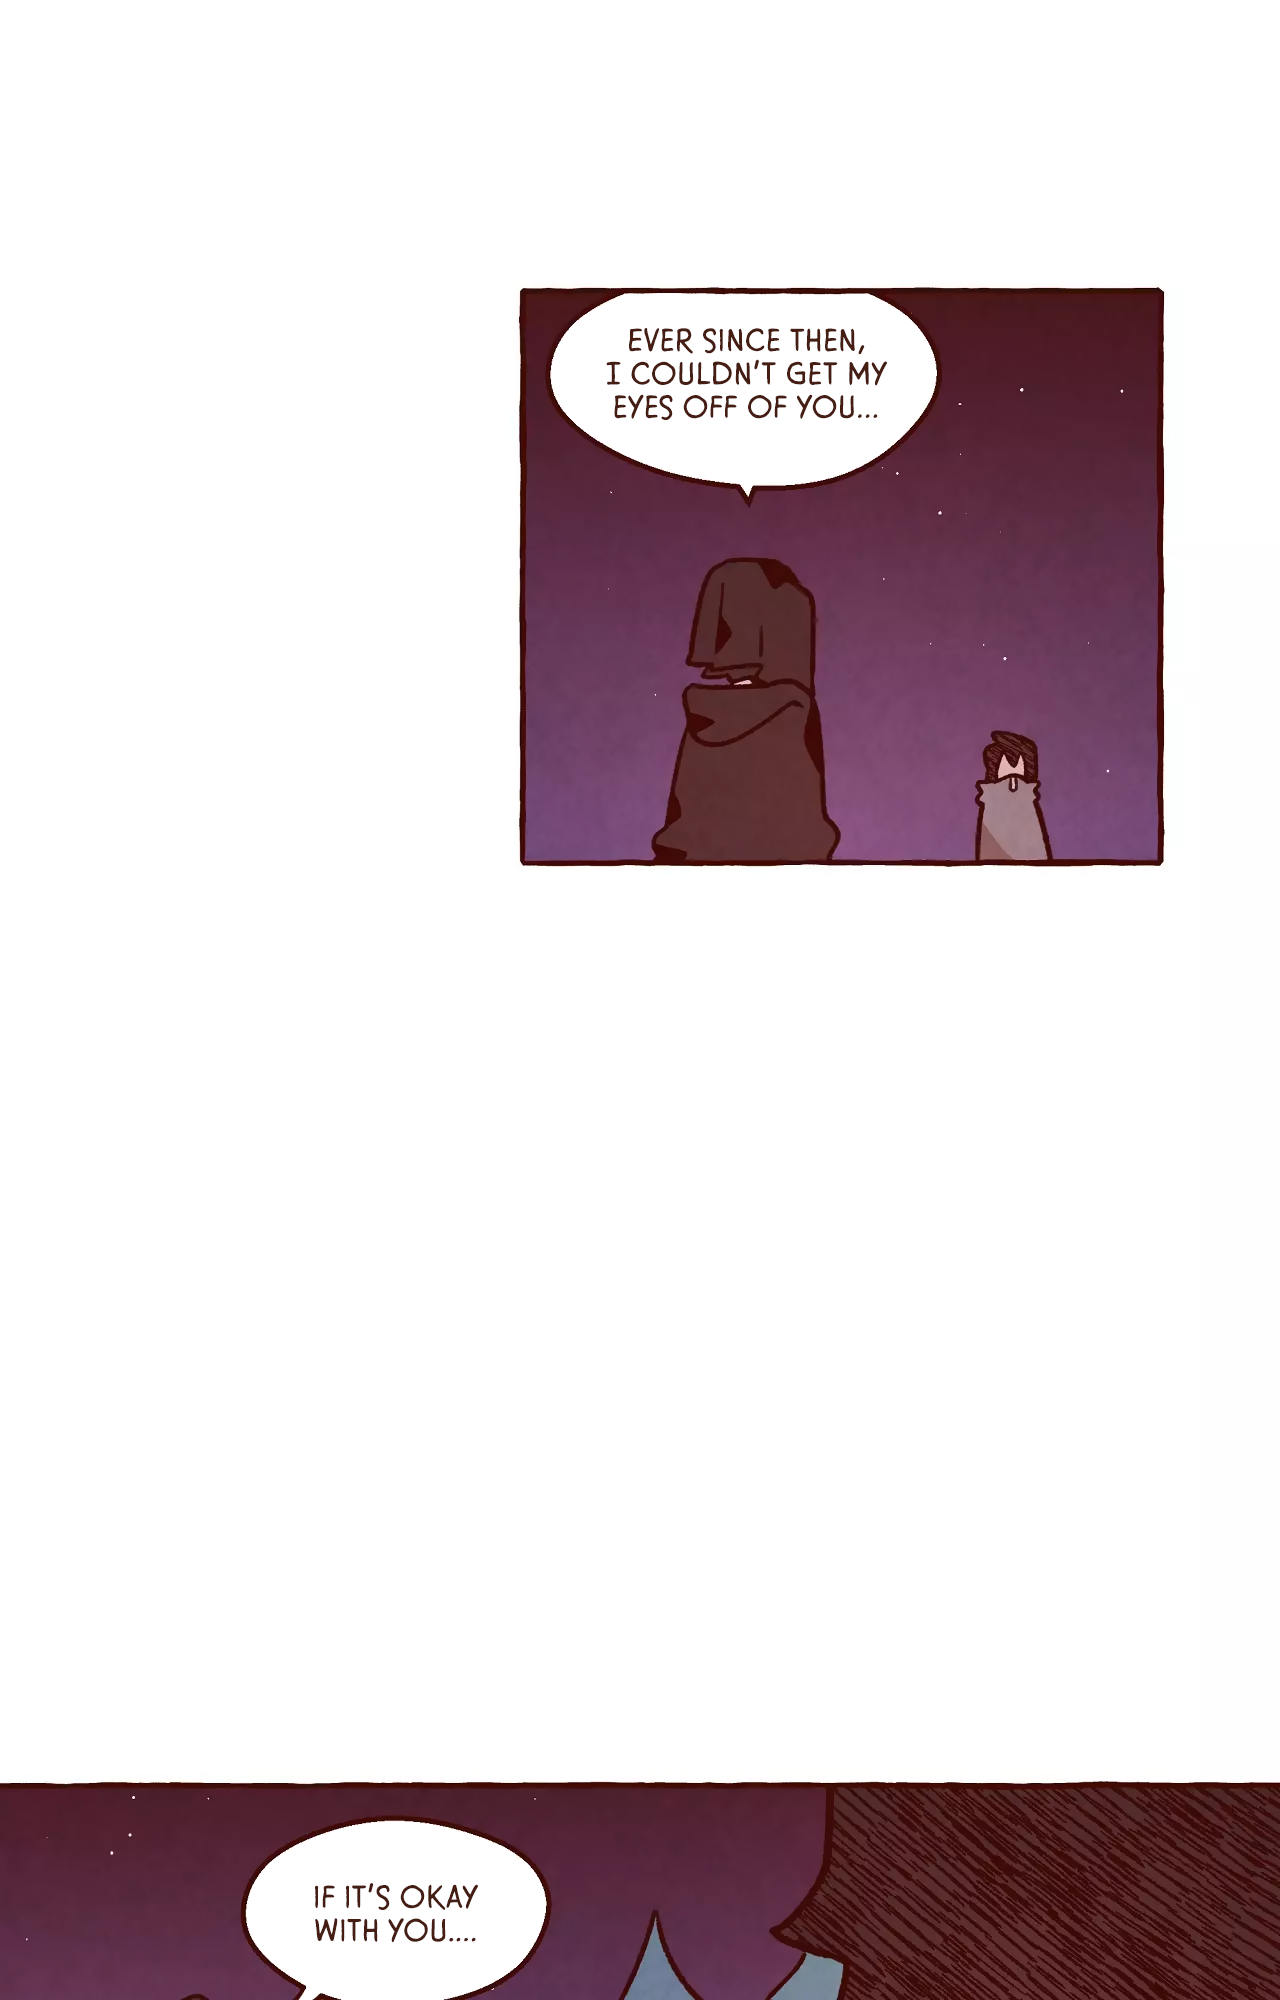 EVER SINCE THEN,
I COULDN'T GET MY
EYES OFF OF YOU...
IF IT'S OKAY
WITH YOU....